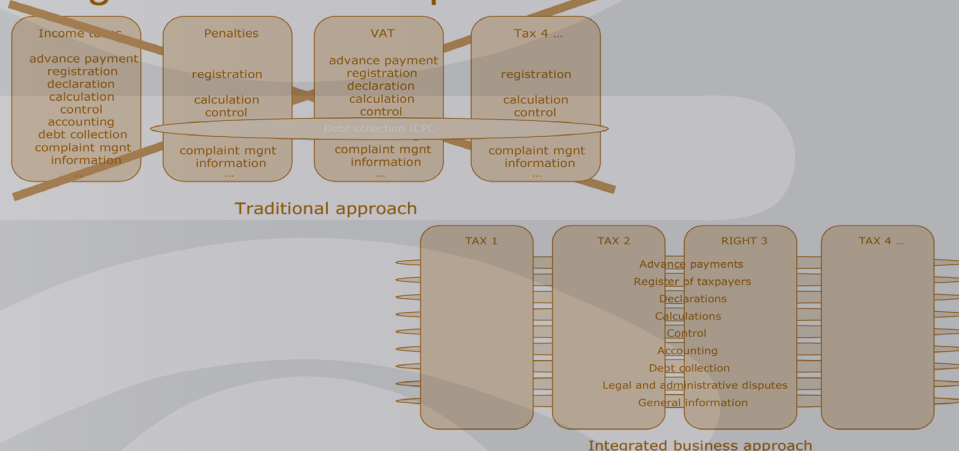 Income taxes
advance payment
registration
declaration
calculation
control
accounting
debt collection
complaint mgnt
information
...
Penalties
registration
calculation
control
complaint mgnt
information
...
VAT
advance payment
registration
declaration
calculation
control
complaint mgnt
information
...
Tax 4 ...
registration
calculation
control
complaint mgnt
information
...
Debt collection ICPC
Traditional approach
TAX 1
TAX 2
RIGHT 3
TAX 4 ...
Advance payments
Register of taxpayers
Declarations
Calculations
Control
Accounting
Debt collection
Legal and administrative disputes
General information
Integrated business approach